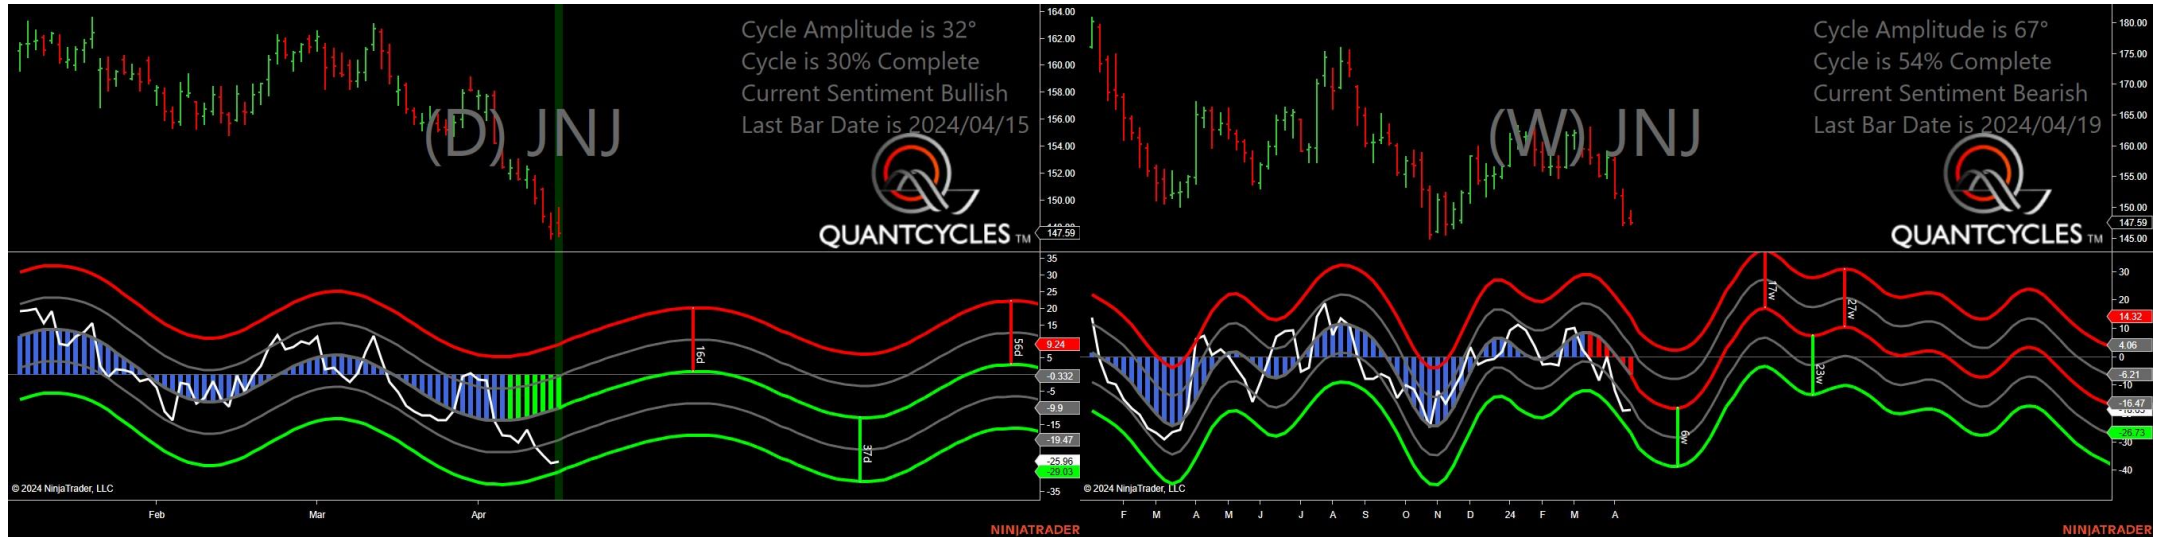 Cycle Amplitude is 32°
Cycle is 30% Complete
Current Sentiment Bullish
Last Bar Date is 2024/04/15
(D) JNJ
QUANTCYCLES TM
164.00
162.00
160.00
158.00
156.00
154.00
152.00
150.00
147.59
35
30
25
20
15
9.24
5
-0.332
-5
-9.9
-15
-19.47
-25.96
-29.03
-35
16d
37d
56d
© 2024 NinjaTrader, LLC
Feb Mar Apr
NINJATRADER
Cycle Amplitude is 67°
Cycle is 54% Complete
Current Sentiment Bearish
Last Bar Date is 2024/04/19
(W) JNJ
QUANTCYCLES TM
180.00
175.00
170.00
165.00
160.00
155.00
150.00
147.59
145.00
30
20
14.32
10
4.06
0
-6.21
-10
-16.47
-26.73
-30
-40
6w
17w
23w
27w
© 2024 NinjaTrader, LLC
F M A M J J A S O N D 24 F M A
NINJATRADER